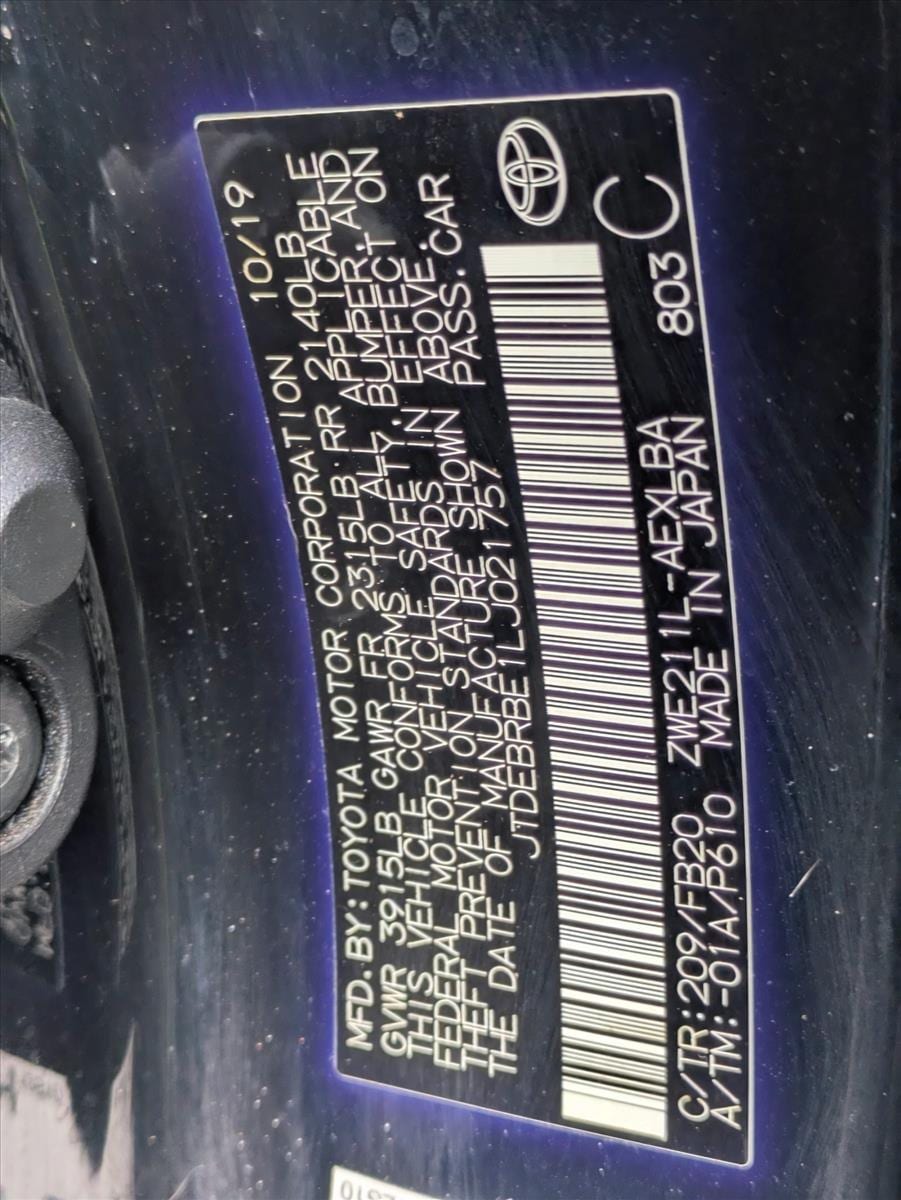 MFD. BY: TOYOTA MOTOR CORPORATION 10/19
GVWR 3915LB GAWR FR 2315LB RR 2140LB
THIS VEHICLE CONFORMS TO ALL APPLICABLE
FEDERAL MOTOR VEHICLE SAFETY, BUMPER, AND
THEFT PREVENTION STANDARDS IN EFFECT ON
THE DATE OF MANUFACTURE SHOWN ABOVE.
JTDEBRBE1LJ021757 PASS. CAR
C/TR:209/FB20 ZWE211L-AEXLBA 803 C
A/TM:-01A/P610 MADE IN JAPAN